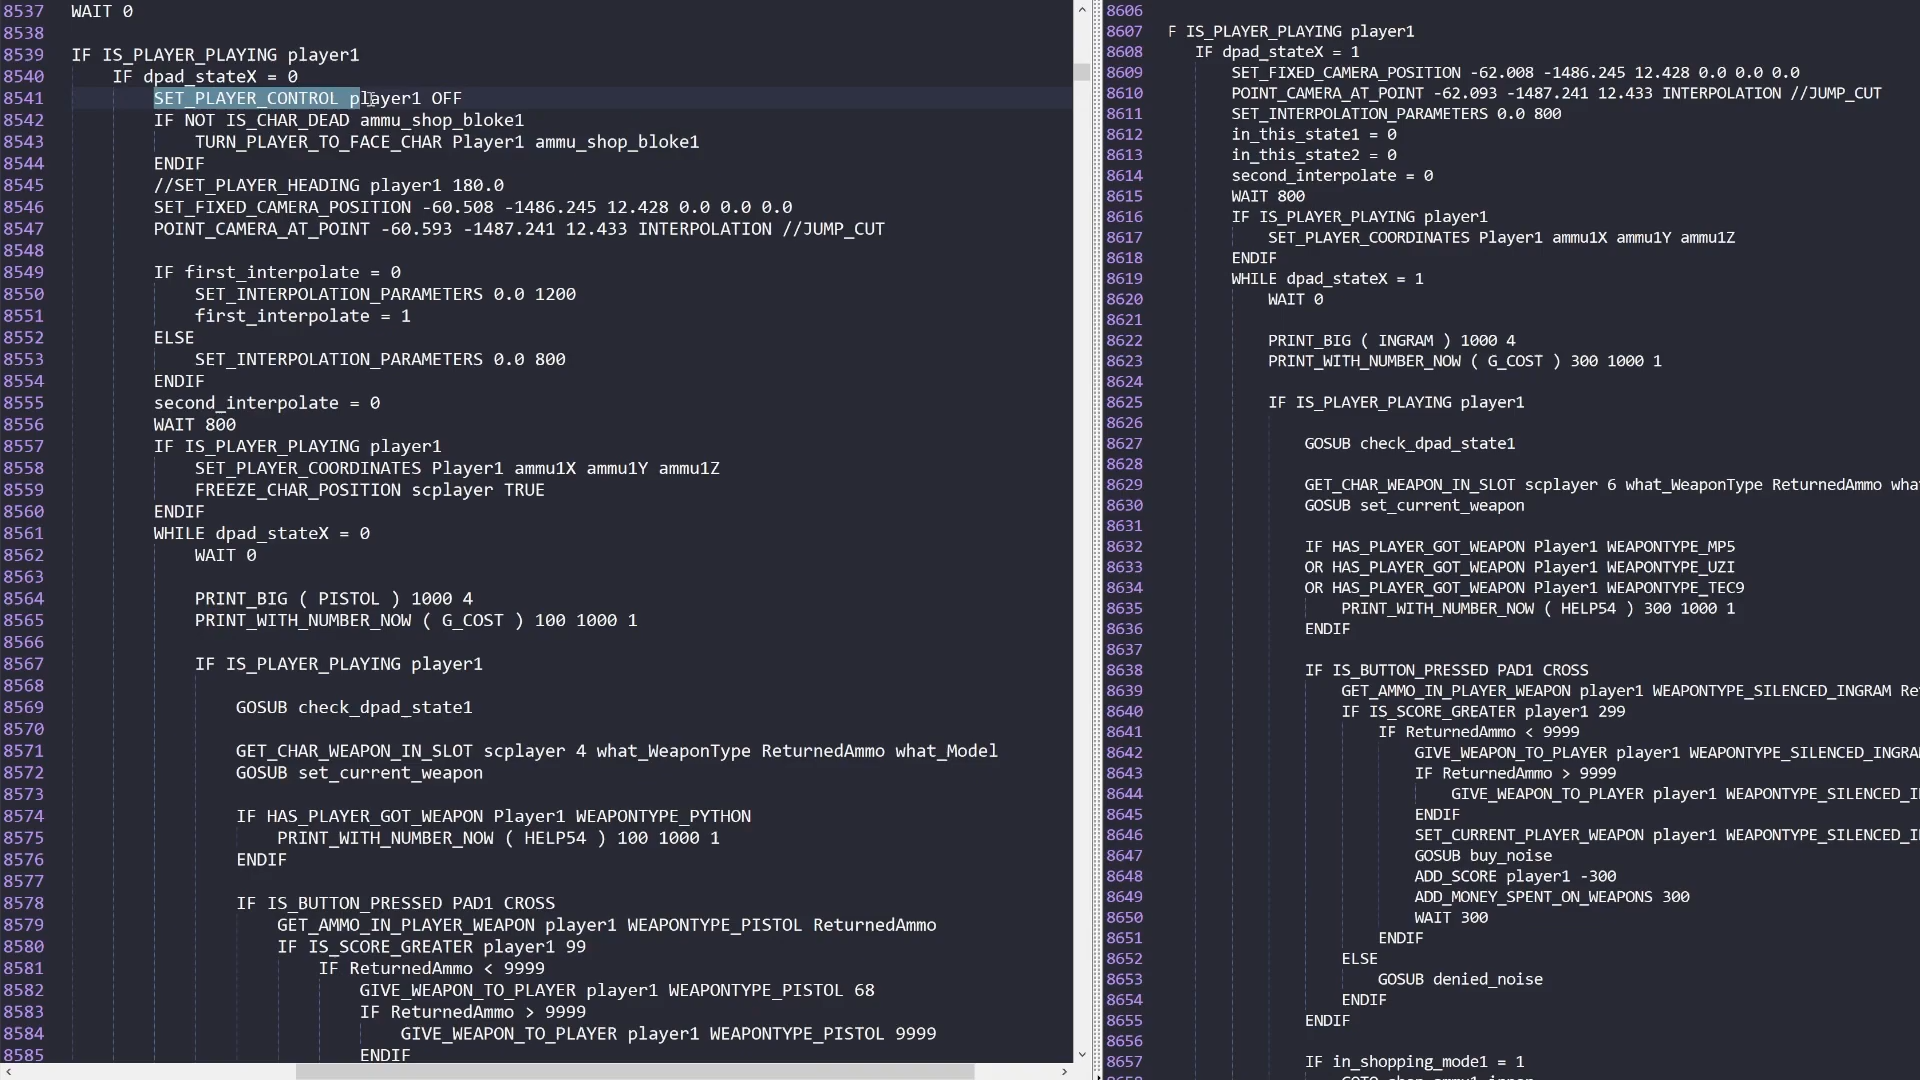 8537 WAIT 0
8538
8539 IF IS_PLAYER_PLAYING player1
8540 IF dpad_stateX = 0
8541 SET_PLAYER_CONTROL player1 OFF
8542 IF NOT IS_CHAR_DEAD ammu_shop_bloke1
8543 TURN_PLAYER_TO_FACE_CHAR Player1 ammu_shop_bloke1
8544 ENDIF
8545 //SET_PLAYER_HEADING player1 180.0
8546 SET_FIXED_CAMERA_POSITION -60.508 -1486.245 12.428 0.0 0.0 0.0
8547 POINT_CAMERA_AT_POINT -60.593 -1487.241 12.433 INTERPOLATION //JUMP_CUT
8548
8549 IF first_interpolate = 0
8550 SET_INTERPOLATION_PARAMETERS 0.0 1200
8551 first_interpolate = 1
8552 ELSE
8553 SET_INTERPOLATION_PARAMETERS 0.0 800
8554 ENDIF
8555 second_interpolate = 0
8556 WAIT 800
8557 IF IS_PLAYER_PLAYING player1
8558 SET_PLAYER_COORDINATES Player1 ammu1X ammu1Y ammu1Z
8559 FREEZE_CHAR_POSITION scplayer TRUE
8560 ENDIF
8561 WHILE dpad_stateX = 0
8562 WAIT 0
8563
8564 PRINT_BIG ( PISTOL ) 1000 4
8565 PRINT_WITH_NUMBER_NOW ( G_COST ) 100 1000 1
8566
8567 IF IS_PLAYER_PLAYING player1
8568
8569 GOSUB check_dpad_state1
8570
8571 GET_CHAR_WEAPON_IN_SLOT scplayer 4 what_WeaponType ReturnedAmmo what_Model
8572 GOSUB set_current_weapon
8573
8574 IF HAS_PLAYER_GOT_WEAPON Player1 WEAPONTYPE_PYTHON
8575 PRINT_WITH_NUMBER_NOW ( HELP54 ) 100 1000 1
8576 ENDIF
8577
8578 IF IS_BUTTON_PRESSED PAD1 CROSS
8579 GET_AMMO_IN_PLAYER_WEAPON player1 WEAPONTYPE_PISTOL ReturnedAmmo
8580 IF IS_SCORE_GREATER player1 99
8581 IF ReturnedAmmo < 9999
8582 GIVE_WEAPON_TO_PLAYER player1 WEAPONTYPE_PISTOL 68
8583 IF ReturnedAmmo > 9999
8584 GIVE_WEAPON_TO_PLAYER player1 WEAPONTYPE_PISTOL 9999
8585 ENDIF
8606
8607 F IS_PLAYER_PLAYING player1
8608 IF dpad_stateX = 1
8609 SET_FIXED_CAMERA_POSITION -62.008 -1486.245 12.428 0.0 0.0 0.0
8610 POINT_CAMERA_AT_POINT -62.093 -1487.241 12.433 INTERPOLATION //JUMP_CUT
8611 SET_INTERPOLATION_PARAMETERS 0.0 800
8612 in_this_state1 = 0
8613 in_this_state2 = 0
8614 second_interpolate = 0
8615 WAIT 800
8616 IF IS_PLAYER_PLAYING player1
8617 SET_PLAYER_COORDINATES Player1 ammu1X ammu1Y ammu1Z
8618 ENDIF
8619 WHILE dpad_stateX = 1
8620 WAIT 0
8621
8622 PRINT_BIG ( INGRAM ) 1000 4
8623 PRINT_WITH_NUMBER_NOW ( G_COST ) 300 1000 1
8624
8625 IF IS_PLAYER_PLAYING player1
8626
8627 GOSUB check_dpad_state1
8628
8629 GET_CHAR_WEAPON_IN_SLOT scplayer 6 what_WeaponType ReturnedAmmo wha
8630 GOSUB set_current_weapon
8631
8632 IF HAS_PLAYER_GOT_WEAPON Player1 WEAPONTYPE_MP5
8633 OR HAS_PLAYER_GOT_WEAPON Player1 WEAPONTYPE_UZI
8634 OR HAS_PLAYER_GOT_WEAPON Player1 WEAPONTYPE_TEC9
8635 PRINT_WITH_NUMBER_NOW ( HELP54 ) 300 1000 1
8636 ENDIF
8637
8638 IF IS_BUTTON_PRESSED PAD1 CROSS
8639 GET_AMMO_IN_PLAYER_WEAPON player1 WEAPONTYPE_SILENCED_INGRAM Re
8640 IF IS_SCORE_GREATER player1 299
8641 IF ReturnedAmmo < 9999
8642 GIVE_WEAPON_TO_PLAYER player1 WEAPONTYPE_SILENCED_INGRA
8643 IF ReturnedAmmo > 9999
8644 GIVE_WEAPON_TO_PLAYER player1 WEAPONTYPE_SILENCED_I
8645 ENDIF
8646 SET_CURRENT_PLAYER_WEAPON player1 WEAPONTYPE_SILENCED_I
8647 GOSUB buy_noise
8648 ADD_SCORE player1 -300
8649 ADD_MONEY_SPENT_ON_WEAPONS 300
8650 WAIT 300
8651 ENDIF
8652 ELSE
8653 GOSUB denied_noise
8654 ENDIF
8655 ENDIF
8656
8657 IF in_shopping_mode1 = 1